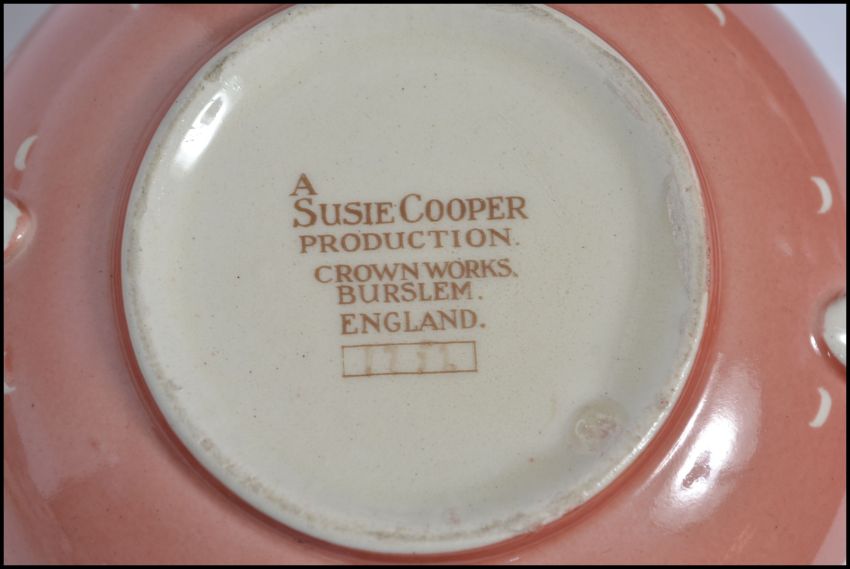 A
SUSIE COOPER
PRODUCTION.
CROWN WORKS.
BURSLEM.
ENGLAND.